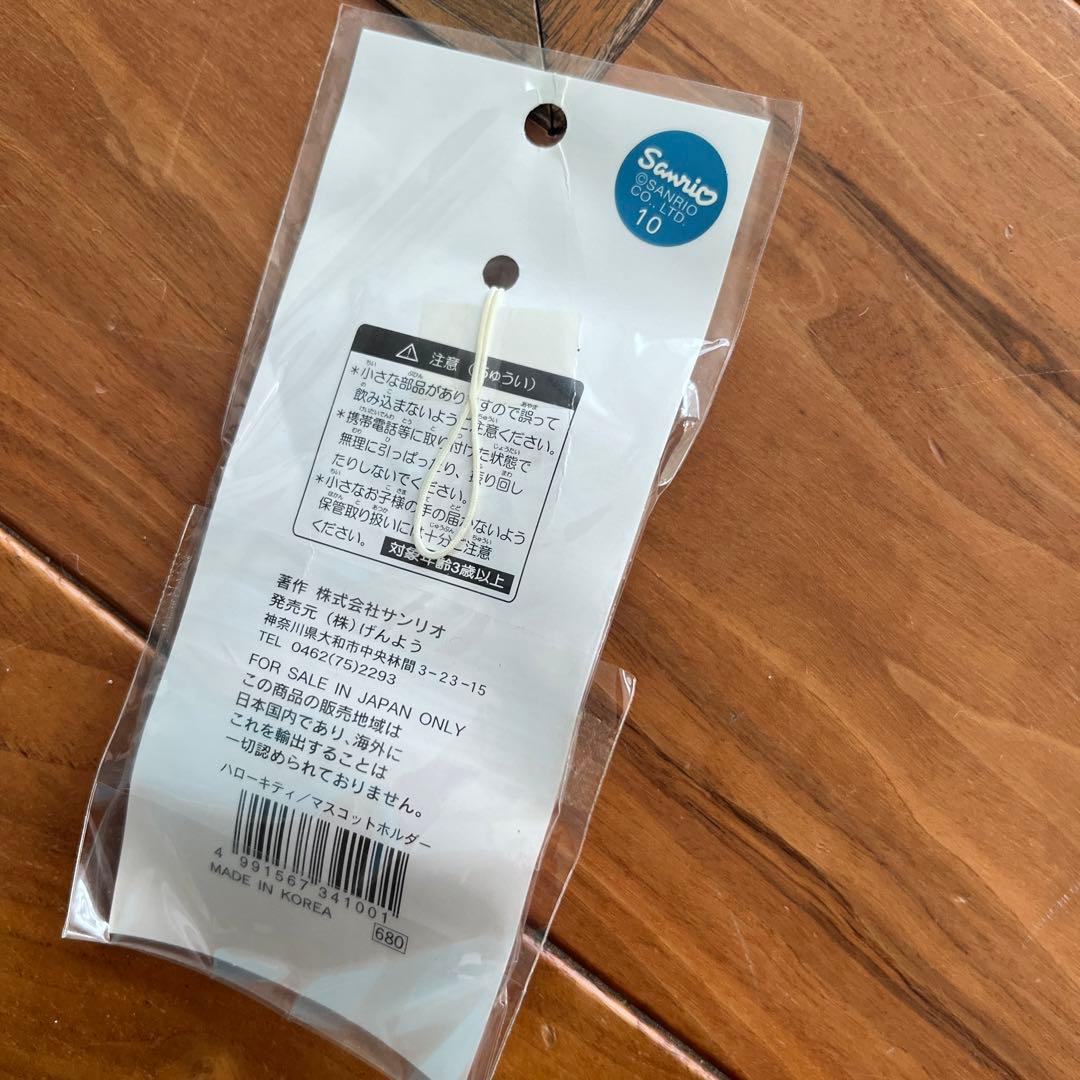 Sanrio
©SANRIO
CO., LTD.
10
注意(ちゅうい)
*小さな部品がありますので誤って
飲み込まないようご注意ください。
*携帯電話等に取り付けた状態で
無理に引っぱったり、振り回し
たりしないでください。
*小さなお子様の手の届かないよう
保管取り扱いには十分ご注意
ください。
対象年齢3歳以上
著作 株式会社サンリオ
発売元 (株)げんよう
神奈川県大和市中央林間3-23-15
TEL 0462(75)2293
FOR SALE IN JAPAN ONLY
この商品の販売地域は
日本国内であり、海外に
これを輸出することは
一切認められておりません。
ハローキティ/マスコットホルダー
4 991567 341001
MADE IN KOREA
680